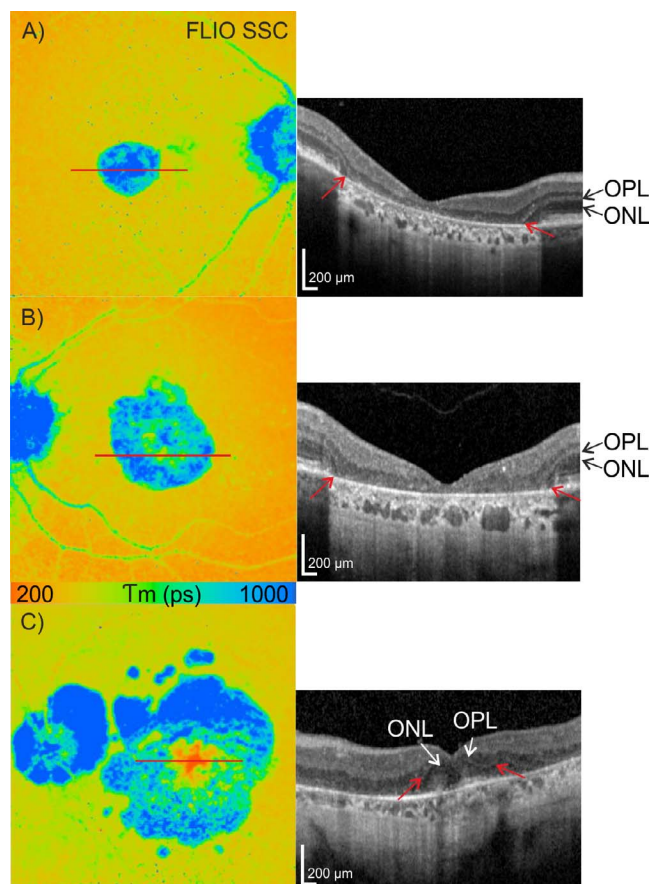 A) FLIO SSC
OPL
ONL
200 µm
B)
OPL
ONL
200 µm
200 Tm (ps) 1000
C)
ONL OPL
200 µm